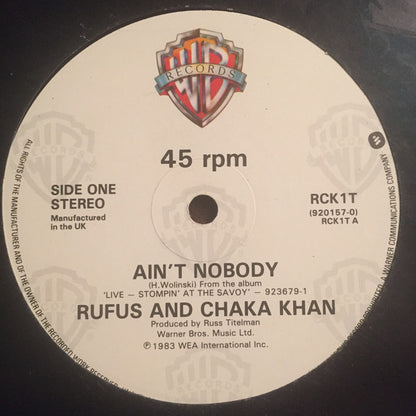 WB
RECORDS
45 rpm
SIDE ONE
STEREO
Manufactured
in the UK
RCK1T
(920157-0)
RCK1T A
AIN'T NOBODY
(H.Wolinski) From the album
'LIVE – STOMPIN' AT THE SAVOY' – 923679-1
RUFUS AND CHAKA KHAN
Produced by Russ Titelman
Warner Bros. Music Ltd.
℗ 1983 WEA International Inc.
ALL RIGHTS OF THE MANUFACTURER AND OF THE OWNER OF THE RECORDED WORK RESERVED
A WARNER COMMUNICATIONS COMPANY